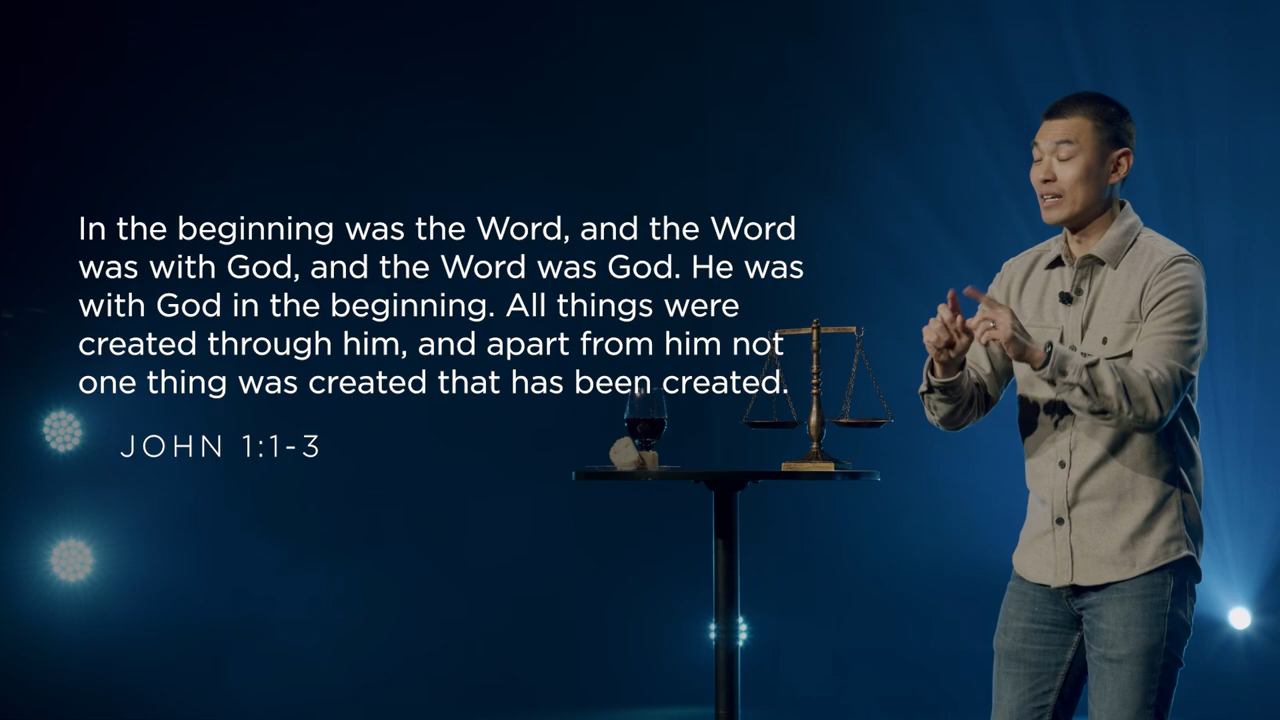 In the beginning was the Word, and the Word
was with God, and the Word was God. He was
with God in the beginning. All things were
created through him, and apart from him not
one thing was created that has been created.
JOHN 1:1-3